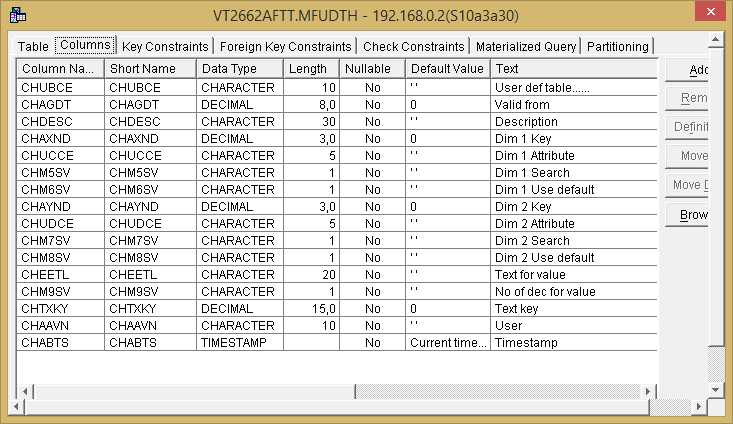 VT2662AFTT.MFUDTH - 192.168.0.2(S10a3a30)
Table Columns Key Constraints Foreign Key Constraints Check Constraints Materialized Query Partitioning
Column Na... Short Name Data Type Length Nullable Default Value Text
CHUBCE CHUBCE CHARACTER 10 No ' ' User def table......
CHAGDT CHAGDT DECIMAL 8,0 No 0 Valid from
CHDESC CHDESC CHARACTER 30 No ' ' Description
CHAXND CHAXND DECIMAL 3,0 No 0 Dim 1 Key
CHUCCE CHUCCE CHARACTER 5 No ' ' Dim 1 Attribute
CHM5SV CHM5SV CHARACTER 1 No ' ' Dim 1 Search
CHM6SV CHM6SV CHARACTER 1 No ' ' Dim 1 Use default
CHAYND CHAYND DECIMAL 3,0 No 0 Dim 2 Key
CHUDCE CHUDCE CHARACTER 5 No ' ' Dim 2 Attribute
CHM7SV CHM7SV CHARACTER 1 No ' ' Dim 2 Search
CHM8SV CHM8SV CHARACTER 1 No ' ' Dim 2 Use default
CHEETL CHEETL CHARACTER 20 No ' ' Text for value
CHM9SV CHM9SV CHARACTER 1 No ' ' No of dec for value
CHTXKY CHTXKY DECIMAL 15,0 No 0 Text key
CHAAVN CHAAVN CHARACTER 10 No ' ' User
CHABTS CHABTS TIMESTAMP No Current time... Timestamp
Add
Rem
Definit
Move
Move D
Brow